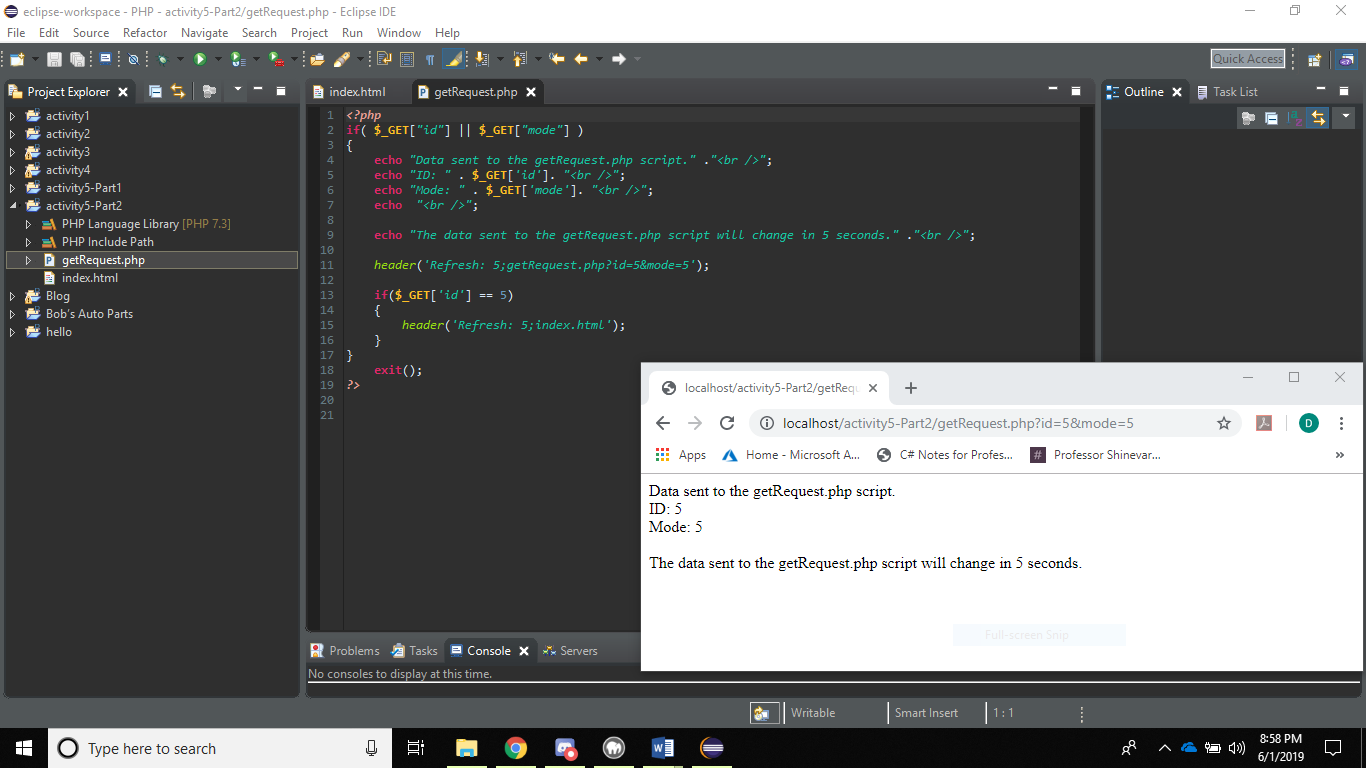 eclipse-workspace - PHP - activity5-Part2/getRequest.php - Eclipse IDE
File Edit Source Refactor Navigate Search Project Run Window Help
Quick Access
Project Explorer
index.html
getRequest.php
Outline
Task List
activity1
activity2
activity3
activity4
activity5-Part1
activity5-Part2
PHP Language Library [PHP 7.3]
PHP Include Path
getRequest.php
index.html
Blog
Bob's Auto Parts
hello
1 <?php
2 if( $_GET["id"] || $_GET["mode"] )
3 {
4 echo "Data sent to the getRequest.php script." ."<br />";
5 echo "ID: " . $_GET['id']. "<br />";
6 echo "Mode: " . $_GET['mode']. "<br />";
7 echo "<br />";
8
9 echo "The data sent to the getRequest.php script will change in 5 seconds." ."<br />";
10
11 header('Refresh: 5;getRequest.php?id=5&mode=5');
12
13 if($_GET['id'] == 5)
14 {
15 header('Refresh: 5;index.html');
16 }
17 }
18 exit();
19 ?>
20
21
localhost/activity5-Part2/getRequ
localhost/activity5-Part2/getRequest.php?id=5&mode=5
D
Apps
Home - Microsoft A...
C# Notes for Profes...
# Professor Shinevar...
»
Data sent to the getRequest.php script.
ID: 5
Mode: 5
The data sent to the getRequest.php script will change in 5 seconds.
Full-screen Snip
Problems
Tasks
Console
Servers
No consoles to display at this time.
Writable
Smart Insert
1 : 1
Type here to search
8:58 PM
6/1/2019